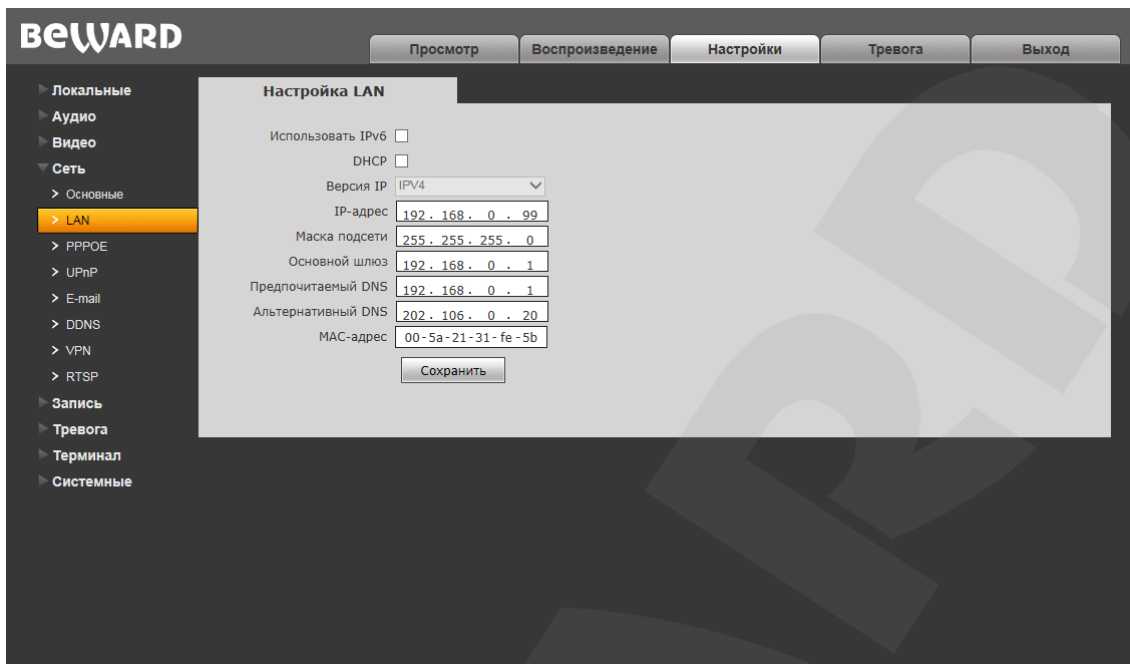 BEWARD
Просмотр Воспроизведение Настройки Тревога Выход
Локальные
Аудио
Видео
Сеть
> Основные
> LAN
> PPPOE
> UPnP
> E-mail
> DDNS
> VPN
> RTSP
Запись
Тревога
Терминал
Системные
Настройка LAN
Использовать IPv6
DHCP
Версия IP IPV4
IP-адрес 192. 168. 0 . 99
Маска подсети 255. 255. 255. 0
Основной шлюз 192. 168. 0 . 1
Предпочитаемый DNS 192. 168. 0 . 1
Альтернативный DNS 202. 106. 0 . 20
MAC-адрес 00-5a-21-31-fe-5b
Сохранить